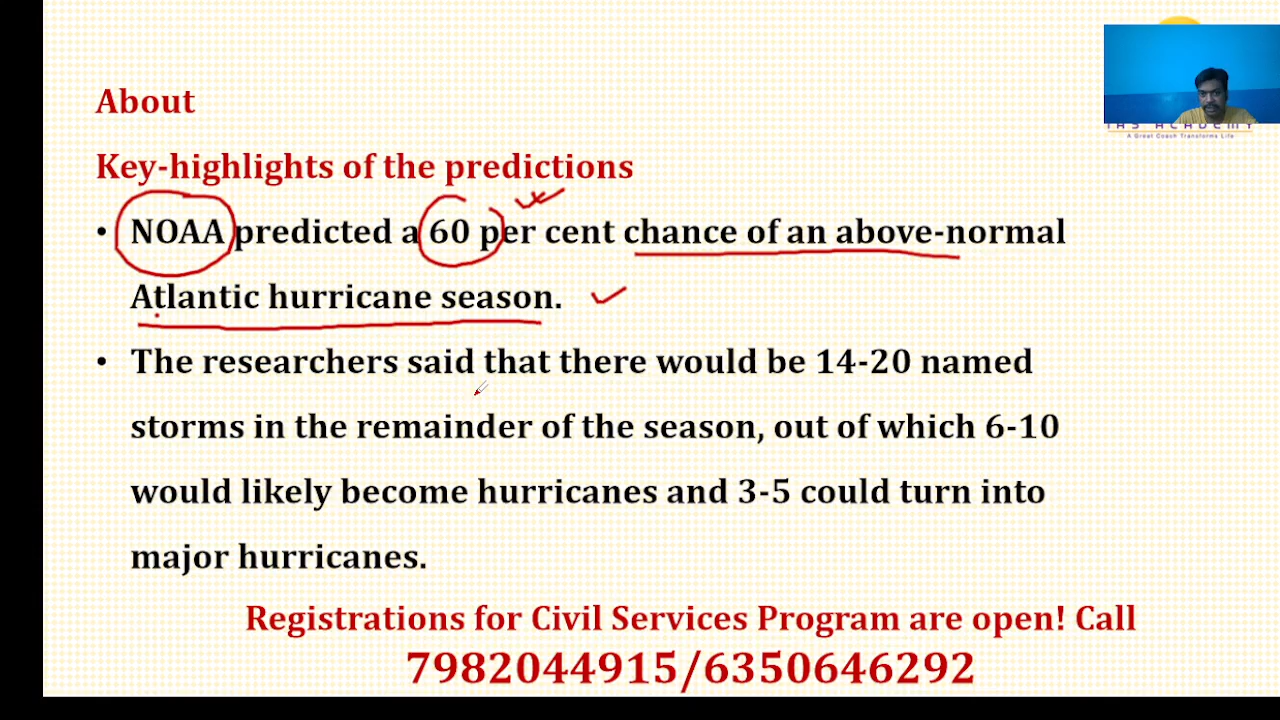 IAS ACADEMY
A Great Coach Transforms Life
About
Key-highlights of the predictions
• NOAA predicted a 60 per cent chance of an above-normal
Atlantic hurricane season.
• The researchers said that there would be 14-20 named
storms in the remainder of the season, out of which 6-10
would likely become hurricanes and 3-5 could turn into
major hurricanes.
Registrations for Civil Services Program are open! Call
7982044915/6350646292